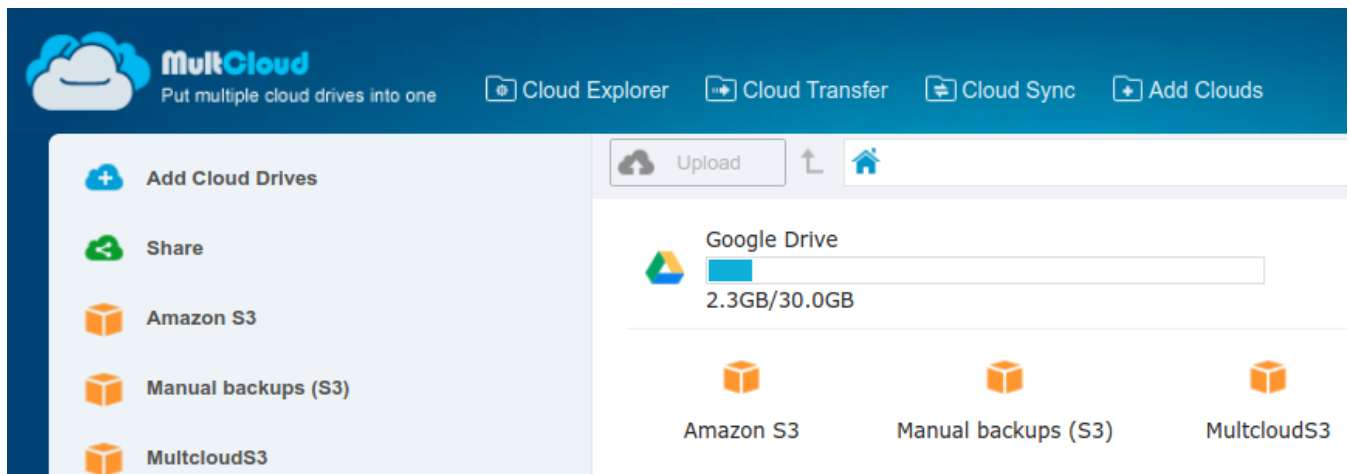 MultCloud
Put multiple cloud drives into one
Cloud Explorer Cloud Transfer Cloud Sync Add Clouds
Add Cloud Drives
Share
Amazon S3
Manual backups (S3)
MultcloudS3
Upload
Google Drive
2.3GB/30.0GB
Amazon S3 Manual backups (S3) MultcloudS3